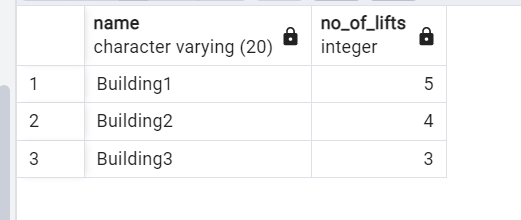 name no_of_lifts
character varying (20) integer
1 Building1 5
2 Building2 4
3 Building3 3